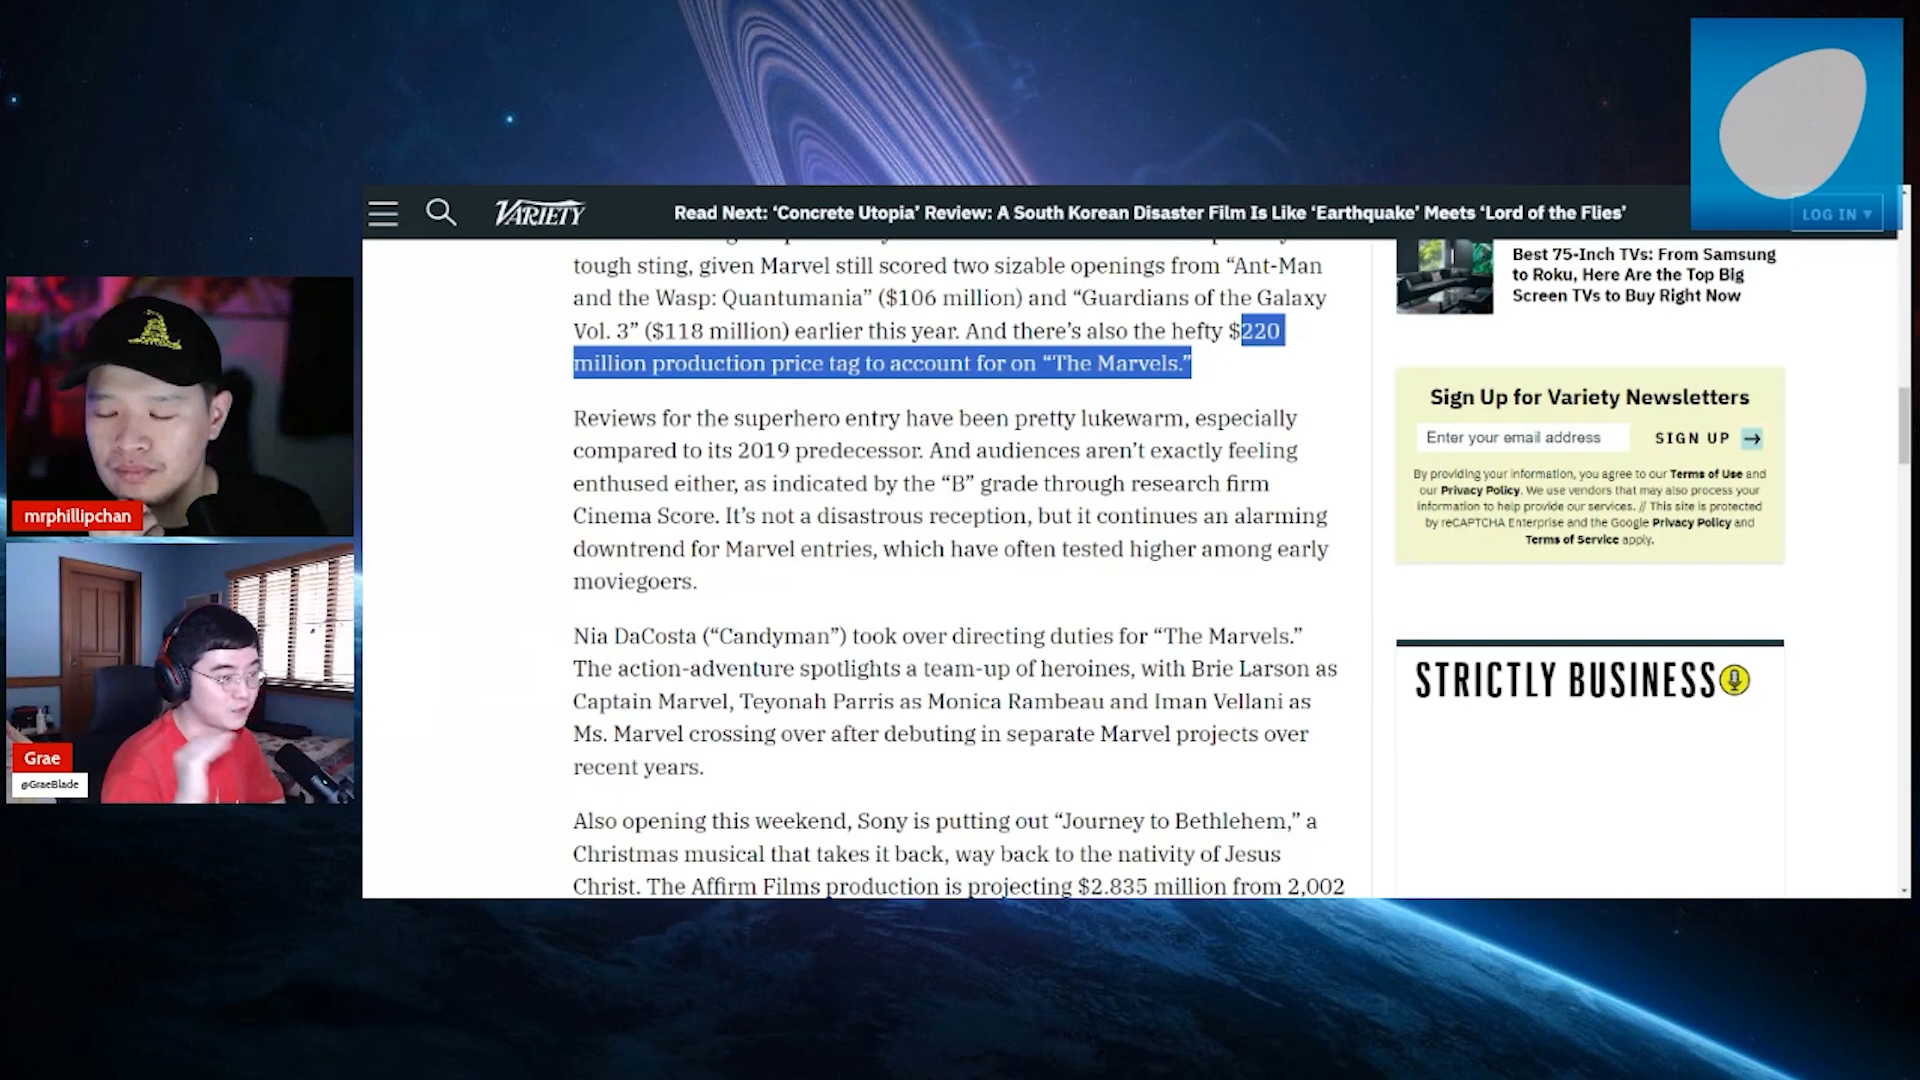 VARIETY
Read Next: ‘Concrete Utopia’ Review: A South Korean Disaster Film Is Like ‘Earthquake’ Meets ‘Lord of the Flies’
LOG IN ▾
tough sting, given Marvel still scored two sizable openings from “Ant-Man
and the Wasp: Quantumania” ($106 million) and “Guardians of the Galaxy
Vol. 3” ($118 million) earlier this year. And there’s also the hefty $220
million production price tag to account for on “The Marvels.”
Reviews for the superhero entry have been pretty lukewarm, especially
compared to its 2019 predecessor. And audiences aren’t exactly feeling
enthused either, as indicated by the “B” grade through research firm
Cinema Score. It’s not a disastrous reception, but it continues an alarming
downtrend for Marvel entries, which have often tested higher among early
moviegoers.
Nia DaCosta (“Candyman”) took over directing duties for “The Marvels.”
The action-adventure spotlights a team-up of heroines, with Brie Larson as
Captain Marvel, Teyonah Parris as Monica Rambeau and Iman Vellani as
Ms. Marvel crossing over after debuting in separate Marvel projects over
recent years.
Also opening this weekend, Sony is putting out “Journey to Bethlehem,” a
Christmas musical that takes it back, way back to the nativity of Jesus
Christ. The Affirm Films production is projecting $2.835 million from 2,002
Best 75-Inch TVs: From Samsung
to Roku, Here Are the Top Big
Screen TVs to Buy Right Now
Sign Up for Variety Newsletters
Enter your email address
SIGN UP →
By providing your information, you agree to our Terms of Use and
our Privacy Policy. We use vendors that may also process your
information to help provide our services. // This site is protected
by reCAPTCHA Enterprise and the Google Privacy Policy and
Terms of Service apply.
STRICTLY BUSINESS
mrphillipchan
Grae
@GraeBlade